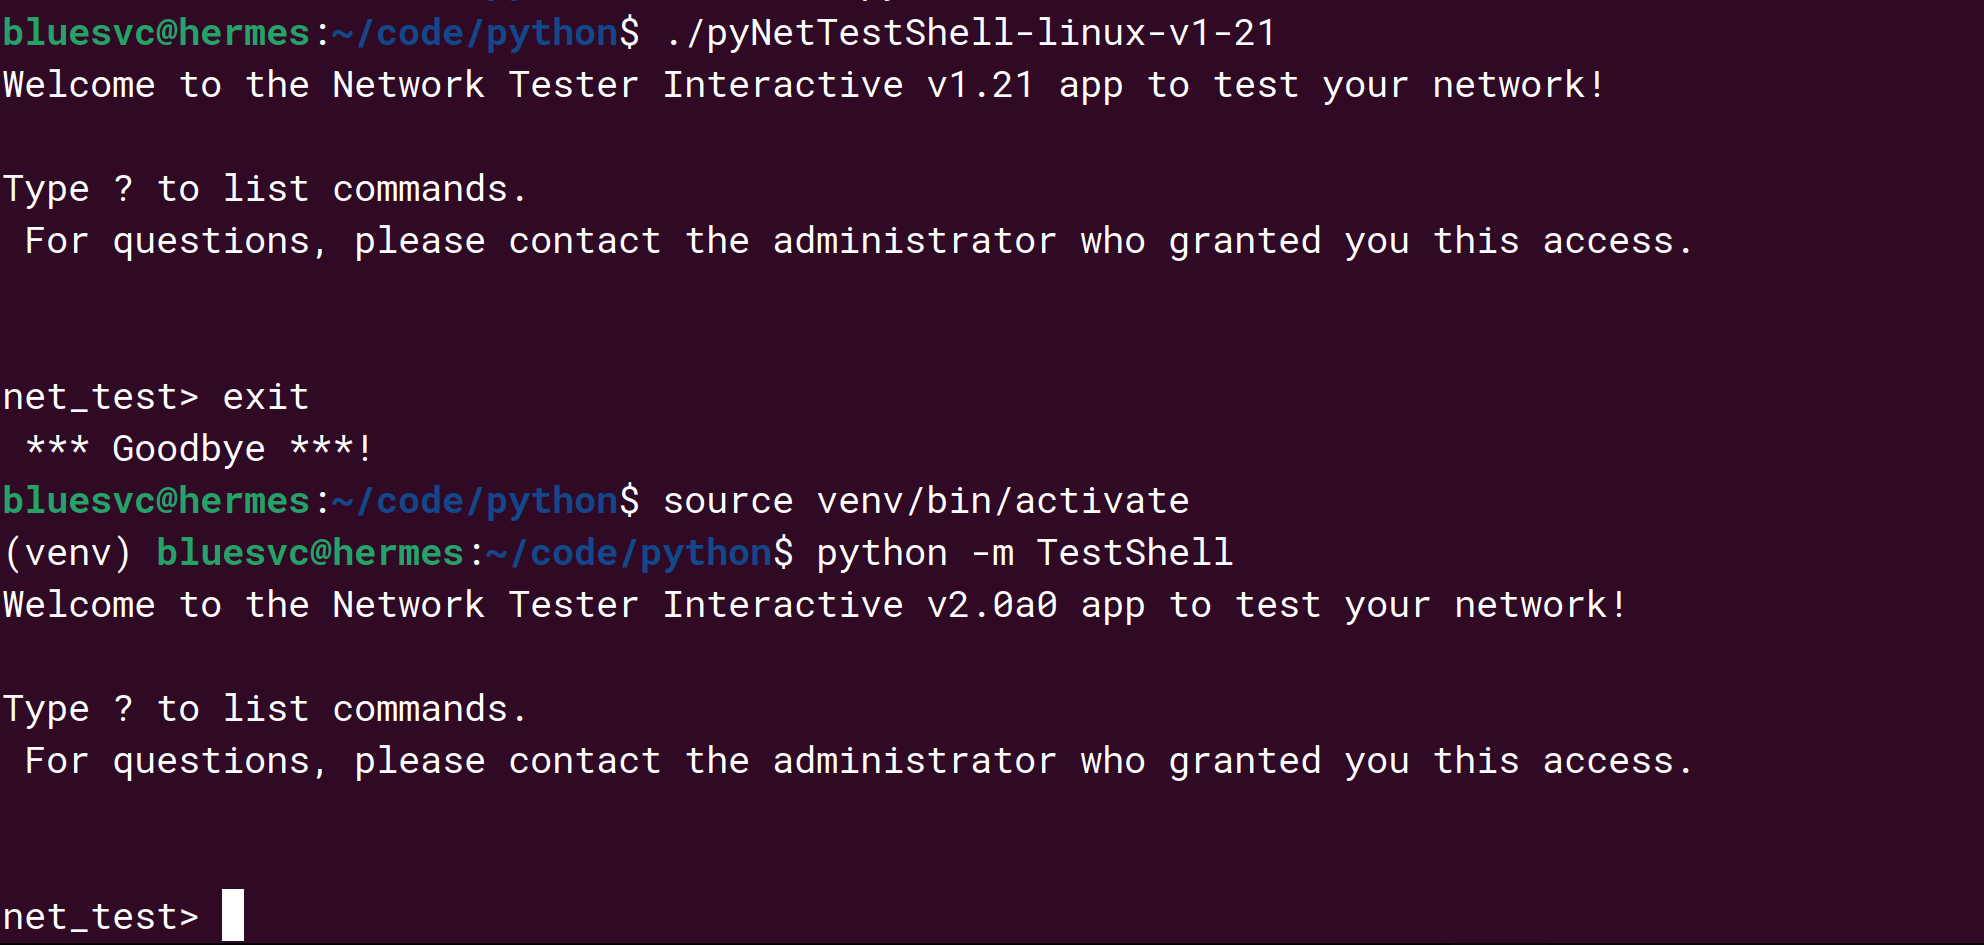 bluesvc@hermes:~/code/python$ ./pyNetTestShell-linux-v1-21
Welcome to the Network Tester Interactive v1.21 app to test your network!
Type ? to list commands.
 For questions, please contact the administrator who granted you this access.
net_test> exit
 *** Goodbye ***!
bluesvc@hermes:~/code/python$ source venv/bin/activate
(venv) bluesvc@hermes:~/code/python$ python -m TestShell
Welcome to the Network Tester Interactive v2.0a0 app to test your network!
Type ? to list commands.
 For questions, please contact the administrator who granted you this access.
net_test>